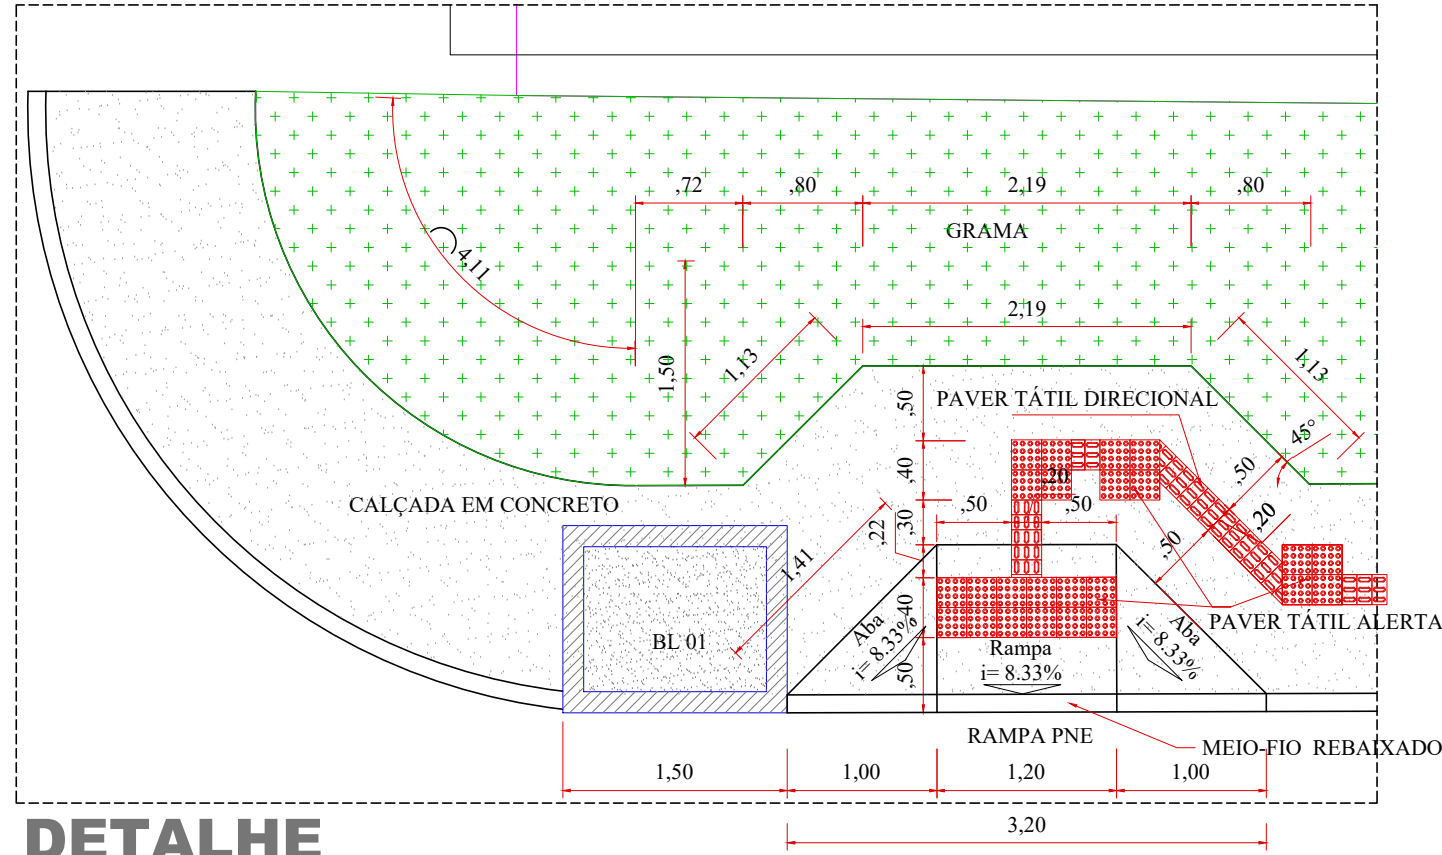 ,72
,80
2,19
,80
GRAMA
4,11
2,19
1,50
1,13
1,13
,50
PAVER TÁTIL DIRECIONAL
45°
,40
,20
,50
CALÇADA EM CONCRETO
,50
,50
,30
,22
,20
,50
1,41
,40
Aba
i= 8.33%
Aba
i= 8.33%
PAVER TÁTIL ALERTA
BL 01
Rampa
i= 8.33%
,50
RAMPA PNE
MEIO-FIO REBAIXADO
1,50
1,00
1,20
1,00
3,20
DETALHE